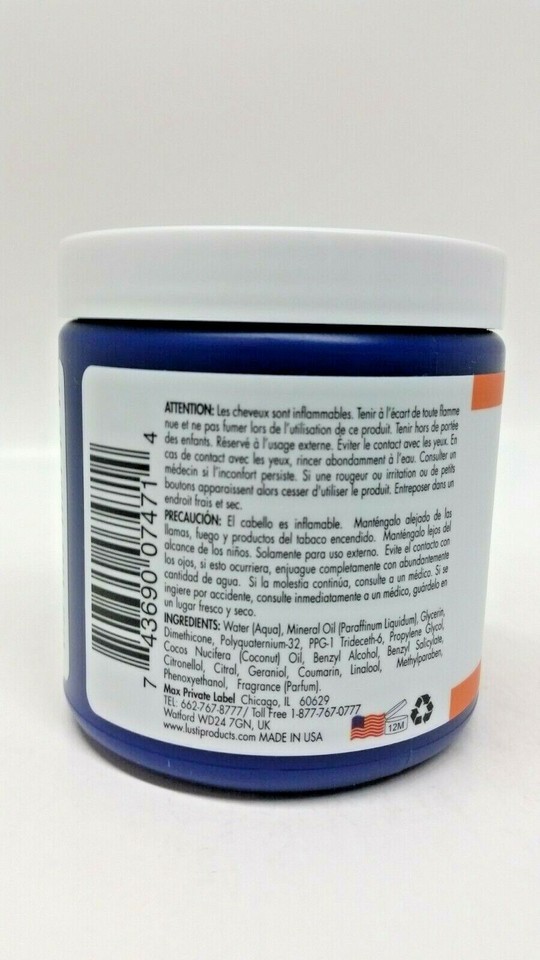 ATTENTION: Les cheveux sont inflammables. Tenir à l'écart de toute flamme
nue et ne pas fumer lors de l'utilisation de ce produit. Tenir hors de portée
des enfants. Réservé à l'usage externe. Éviter le contact avec les yeux. En
cas de contact avec les yeux, rincer abondamment à l'eau. Consulter un
médecin si l'inconfort persiste. Si une rougeur ou irritation ou de petits
boutons apparaissent alors cesser d'utiliser le produit. Entreposer dans un
endroit frais et sec.
PRECAUCIÓN: El cabello es inflamable. Manténgalo alejado de las
llamas, fuego y productos del tabaco encendido. Manténgalo lejos del
alcance de los niños. Solamente para uso externo. Evite el contacto con
los ojos, si esto ocurriera, enjuague completamente con abundantemente
cantidad de agua. Si la molestia continúa, consulte a un médico. Si se
ingiere por accidente, consulte inmediatamente a un médico, guárdelo en
un lugar fresco y seco.
INGREDIENTS: Water (Aqua), Mineral Oil (Paraffinum Liquidum), Glycerin,
Dimethicone, Polyquaternium-32, PPG-1 Trideceth-6, Propylene Glycol,
Cocos Nucifera (Coconut) Oil, Benzyl Alcohol, Benzyl Salicylate,
Citronellol, Citral, Geraniol, Coumarin, Linalool, Methylparaben,
Phenoxyethanol, Fragrance (Parfum).
Max Private Label Chicago, IL 60629
TEL: 662-767-8777/ Toll Free 1-877-767-0777
Watford WD24 7GN, UK
www.lustiproducts.com MADE IN USA
12M
7 43690 07471 4